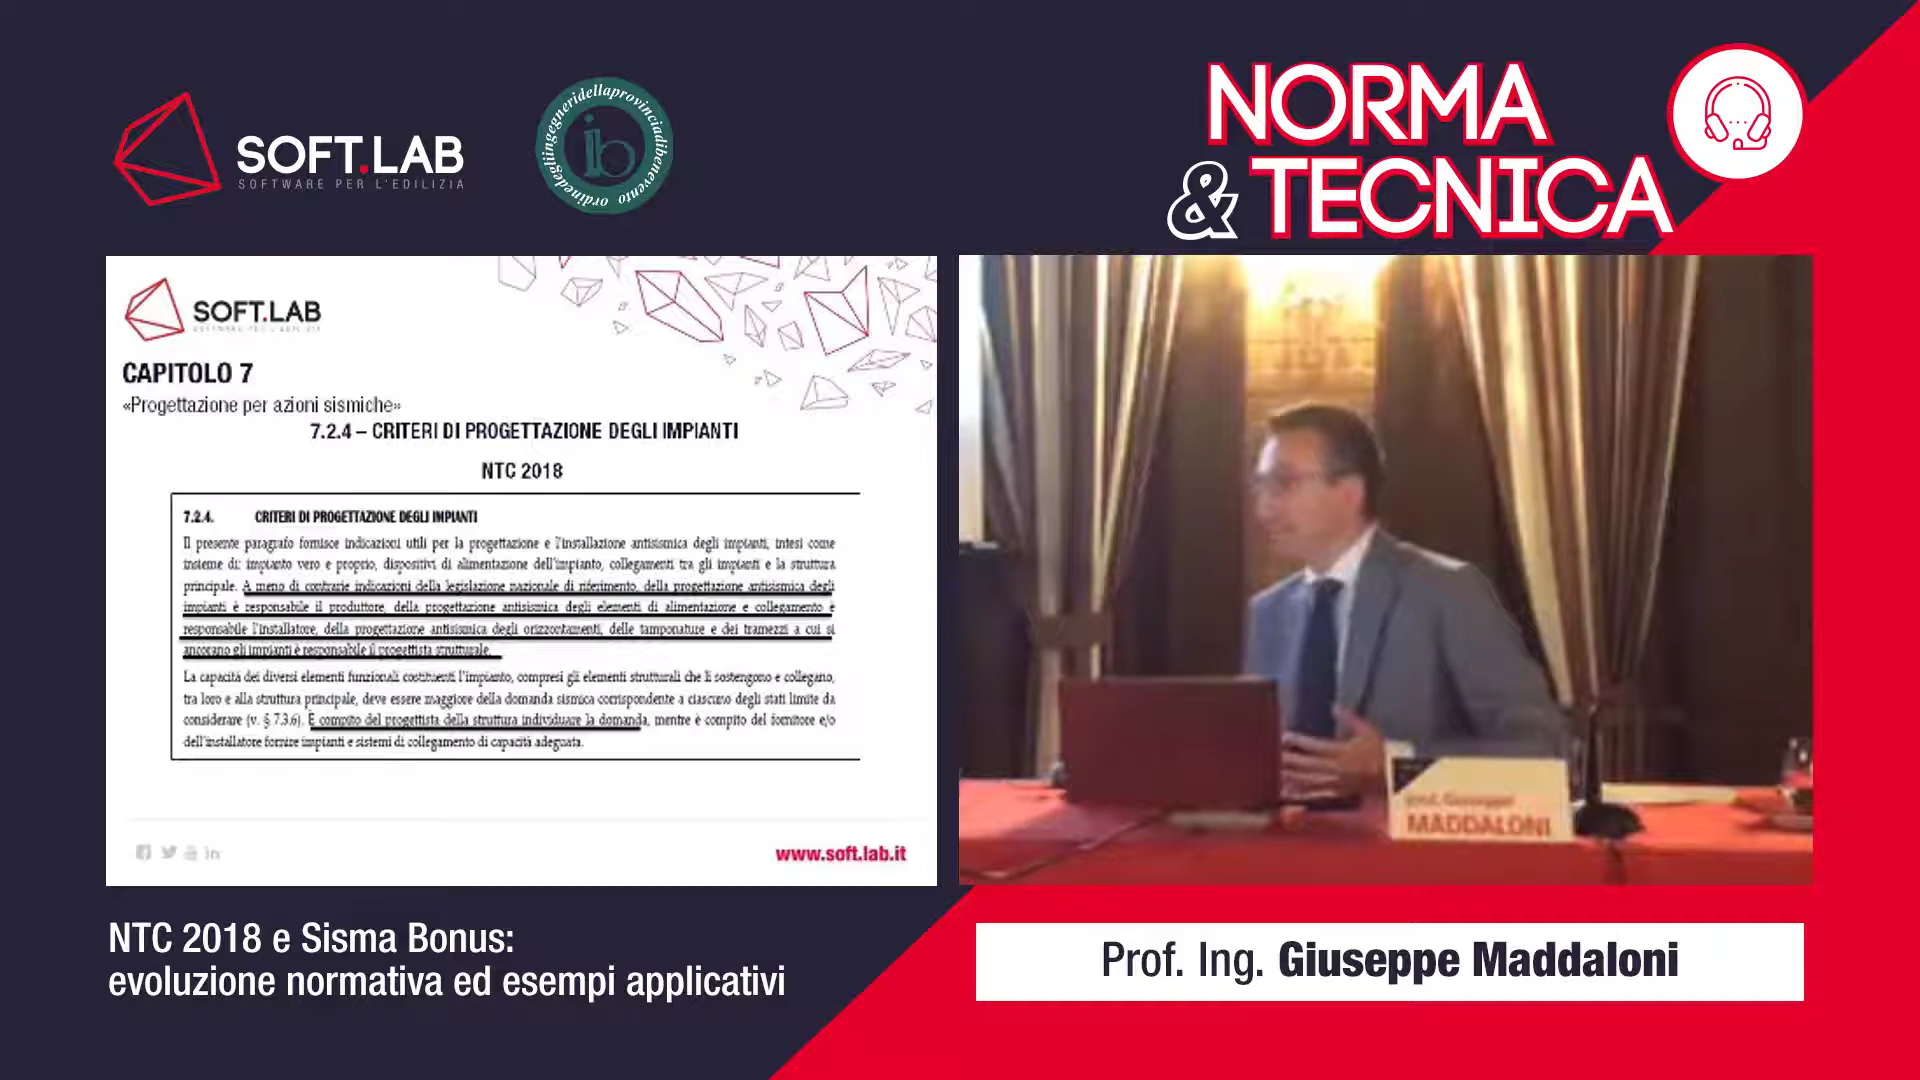 SOFT.LAB
SOFTWARE PER L'EDILIZIA
ordinedegliingegneridellaprovinciadibenevento
ib
NORMA
& TECNICA
SOFT.LAB
CAPITOLO 7
«Progettazione per azioni sismiche»
7.2.4 – CRITERI DI PROGETTAZIONE DEGLI IMPIANTI
NTC 2018
7.2.4. CRITERI DI PROGETTAZIONE DEGLI IMPIANTI
Il presente paragrafo fornisce indicazioni utili per la progettazione e l'installazione antisismica degli impianti, intesi come
insieme di: impianto vero e proprio, dispositivi di alimentazione dell'impianto, collegamenti tra gli impianti e la struttura
principale. A meno di contrarie indicazioni della legislazione nazionale di riferimento, della progettazione antisismica degli
impianti è responsabile il produttore, della progettazione antisismica degli elementi di alimentazione e collegamento è
responsabile l'installatore, della progettazione antisismica degli orizzontamenti, delle tamponature e dei tramezzi a cui si
ancorano gli impianti è responsabile il progettista strutturale.
La capacità dei diversi elementi funzionali costituenti l'impianto, compresi gli elementi strutturali che li sostengono e collegano,
tra loro e alla struttura principale, deve essere maggiore della domanda sismica corrispondente a ciascuno degli stati limite da
considerare (v. § 7.3.6). È compito del progettista della struttura individuare la domanda, mentre è compito del fornitore e/o
dell'installatore fornire impianti e sistemi di collegamento di capacità adeguata.
www.soft.lab.it
prof. Giuseppe
MADDALONI
NTC 2018 e Sisma Bonus:
evoluzione normativa ed esempi applicativi
Prof. Ing. Giuseppe Maddaloni